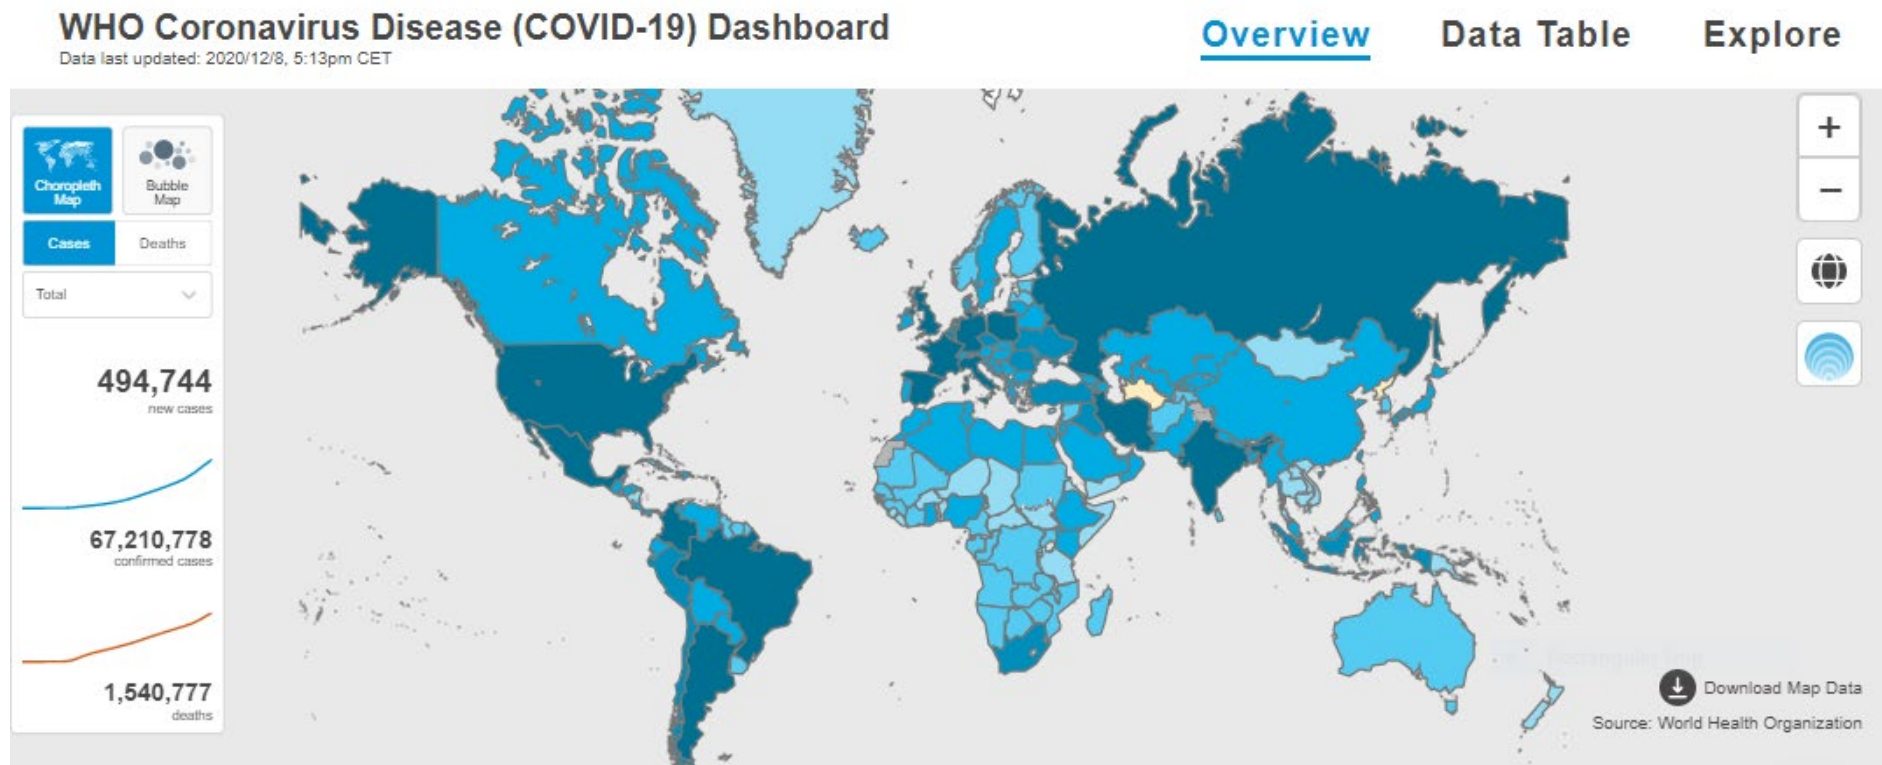 WHO Coronavirus Disease (COVID-19) Dashboard
Data last updated: 2020/12/8, 5:13pm CET
Overview
Data Table
Explore
Choropleth
Map
Bubble
Map
Cases
Deaths
Total
494,744
new cases
67,210,778
confirmed cases
1,540,777
deaths
+
−
Download Map Data
Source: World Health Organization